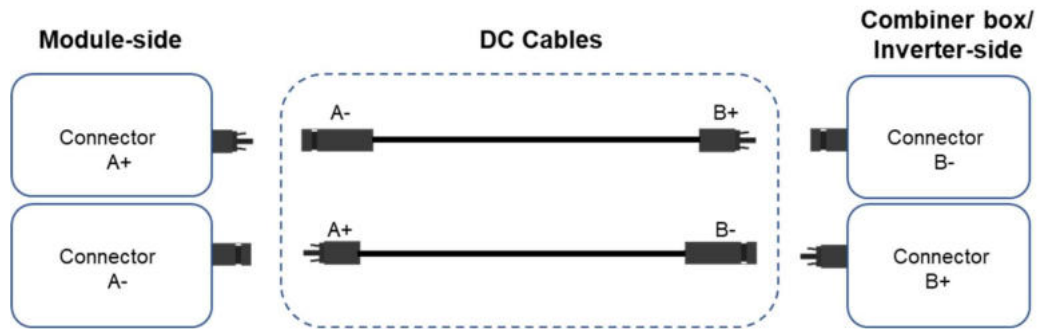 Module-side
DC Cables
Combiner box/
Inverter-side
Connector
A+
A-
B+
Connector
B-
Connector
A-
A+
B-
Connector
B+